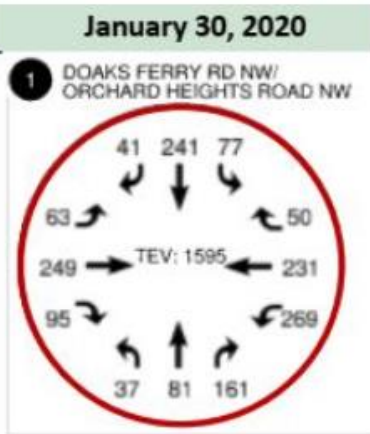 January 30, 2020
1 DOAKS FERRY RD NW/
ORCHARD HEIGHTS ROAD NW
41 241 77
63 50
249 TEV: 1595 231
95 269
37 81 161